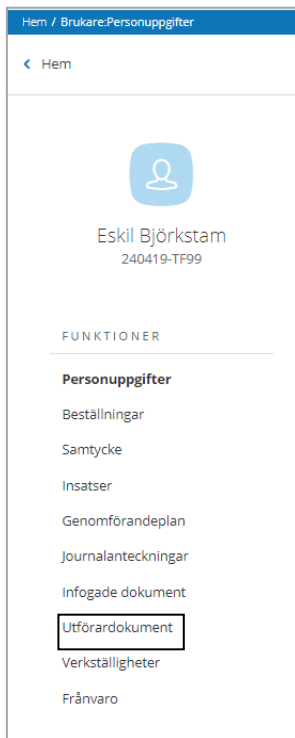 Hem / Brukare:Personuppgifter
Hem
Eskil Björkstam
240419-TF99
FUNKTIONER
Personuppgifter
Beställningar
Samtycke
Insatser
Genomförandeplan
Journalanteckningar
Infogade dokument
Utförardokument
Verkställigheter
Frånvaro